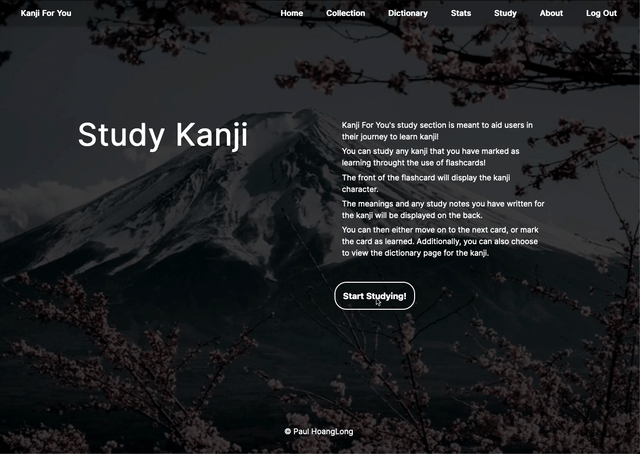 Kanji For You
Home
Collection
Dictionary
Stats
Study
About
Log Out
Study Kanji
Kanji For You's study section is meant to aid users in
their journey to learn kanji!
You can study any kanji that you have marked as
learning throught the use of flashcards!
The front of the flashcard will display the kanji
character.
The meanings and any study notes you have written for
the kanji will be displayed on the back.
You can then either move on to the next card, or mark
the card as learned. Additionally, you can also choose
to view the dictionary page for the kanji.
Start Studying!
© Paul HoangLong